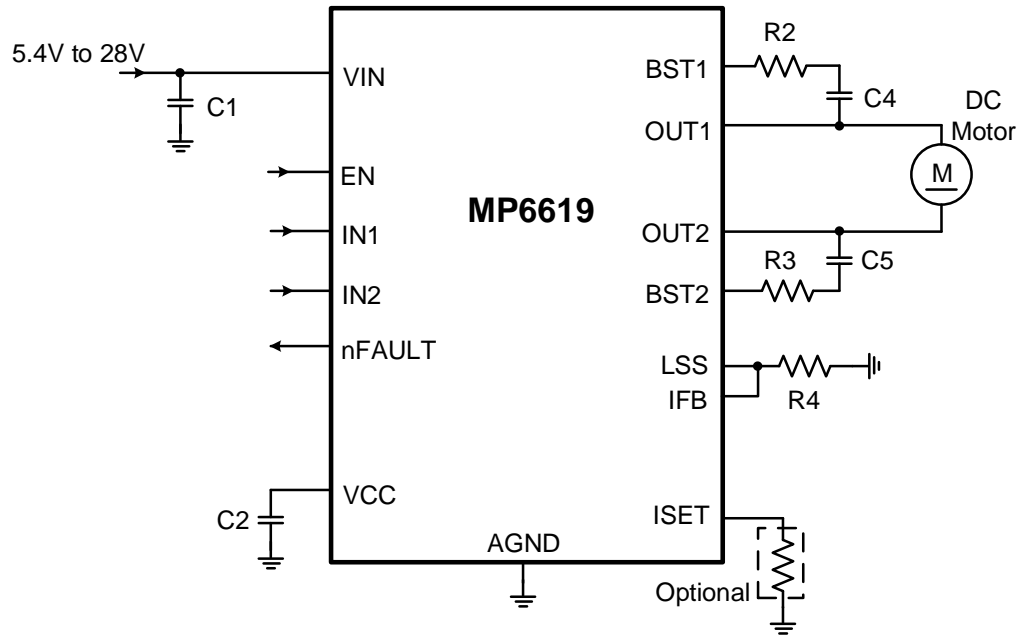 5.4V to 28V
VIN
C1
EN
IN1
IN2
nFAULT
VCC
C2
MP6619
AGND
BST1
R2
C4
OUT1
DC
Motor
M
OUT2
C5
R3
BST2
LSS
IFB
R4
ISET
Optional